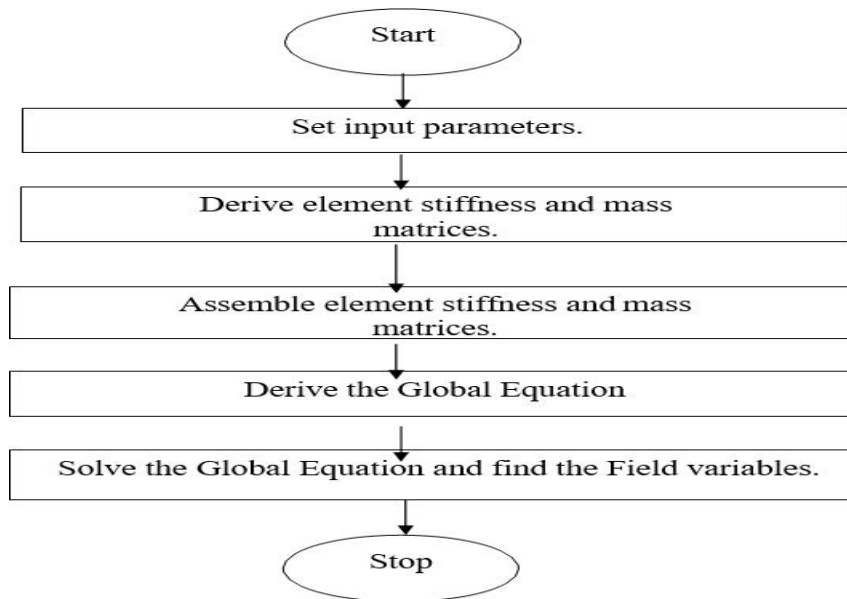 Start
Set input parameters.
Derive element stiffness and mass
matrices.
Assemble element stiffness and mass
matrices.
Derive the Global Equation
Solve the Global Equation and find the Field variables.
Stop